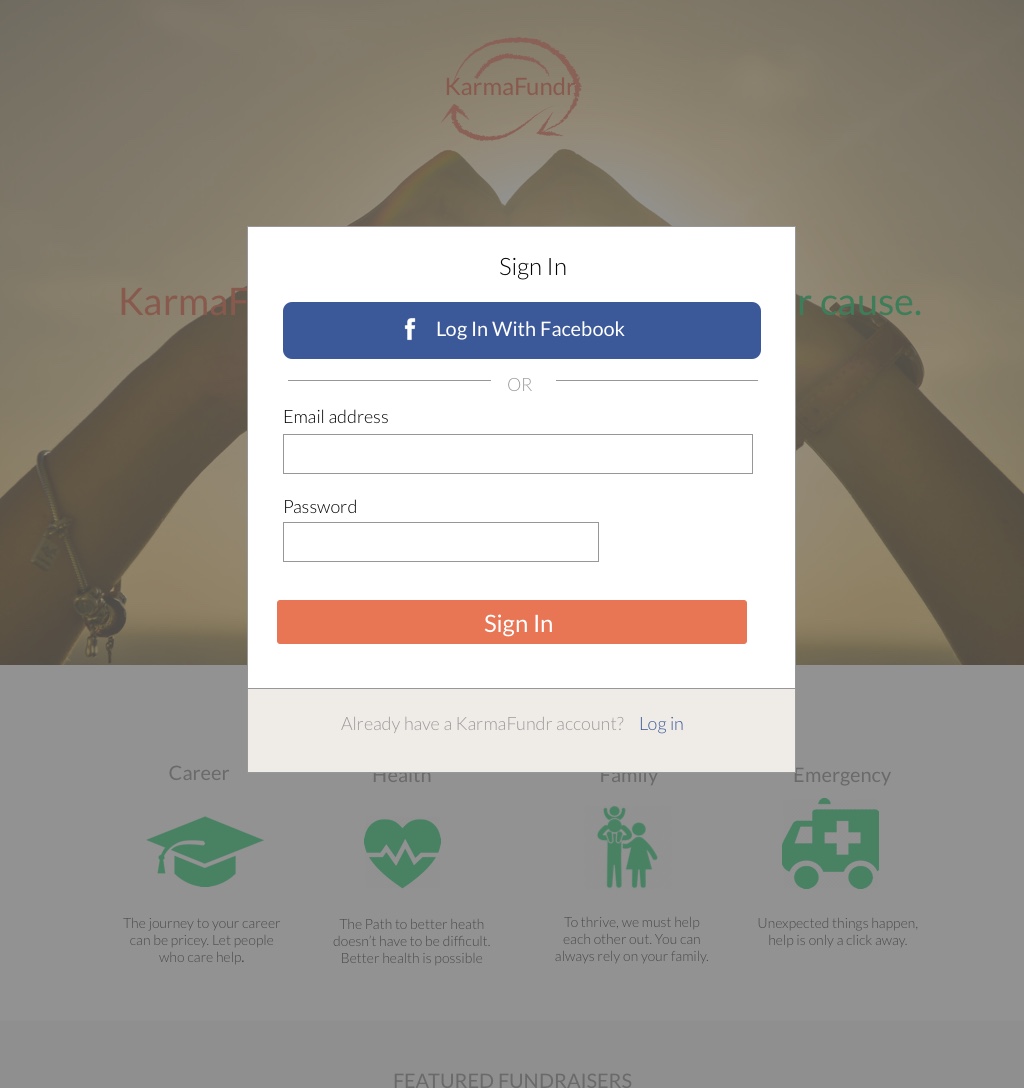 KarmaFundr
Sign In
KarmaF
r cause.
f Log In With Facebook
OR
Email address
Password
Sign In
Already have a KarmaFundr account? Log in
Career
Health
Family
Emergency
The journey to your career
can be pricey. Let people
who care help.
The Path to better heath
doesn't have to be difficult.
Better health is possible
To thrive, we must help
each other out. You can
always rely on your family.
Unexpected things happen,
help is only a click away.
FEATURED FUNDRAISERS